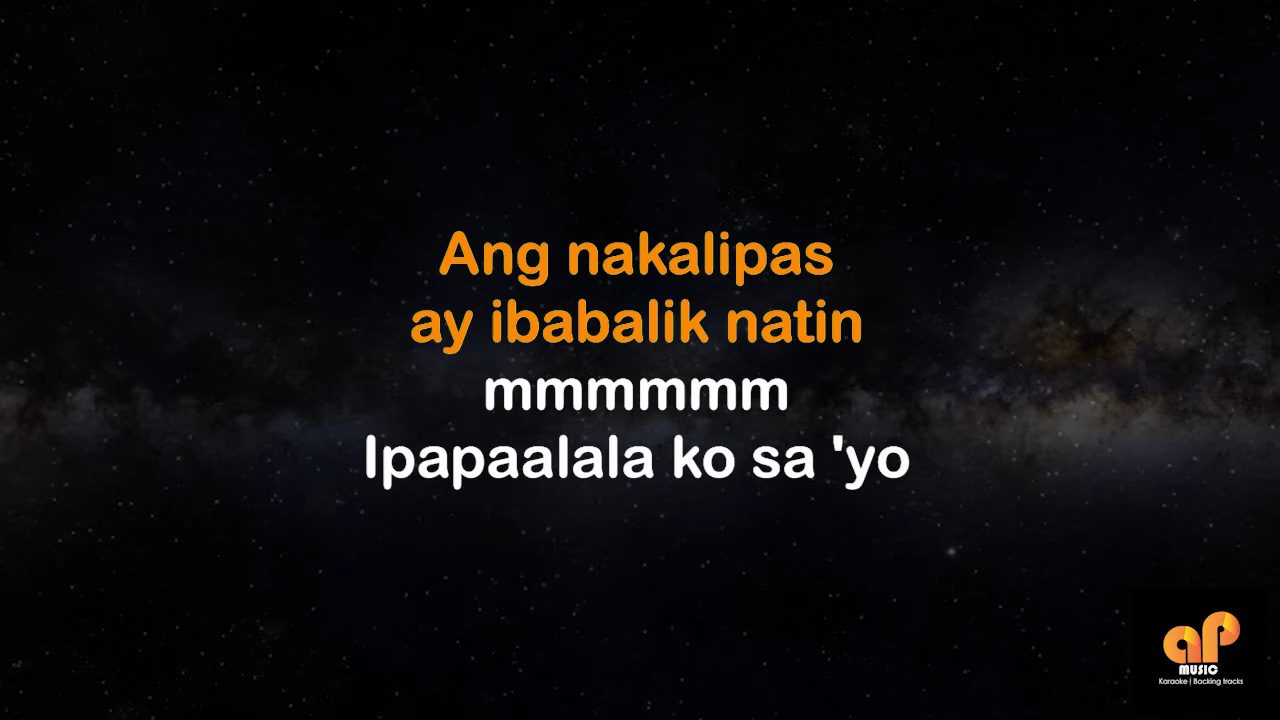 Ang nakalipas
ay ibabalik natin
mmmmmm
Ipapaalala ko sa 'yo
ap
MUSIC
Karaoke | Backing tracks